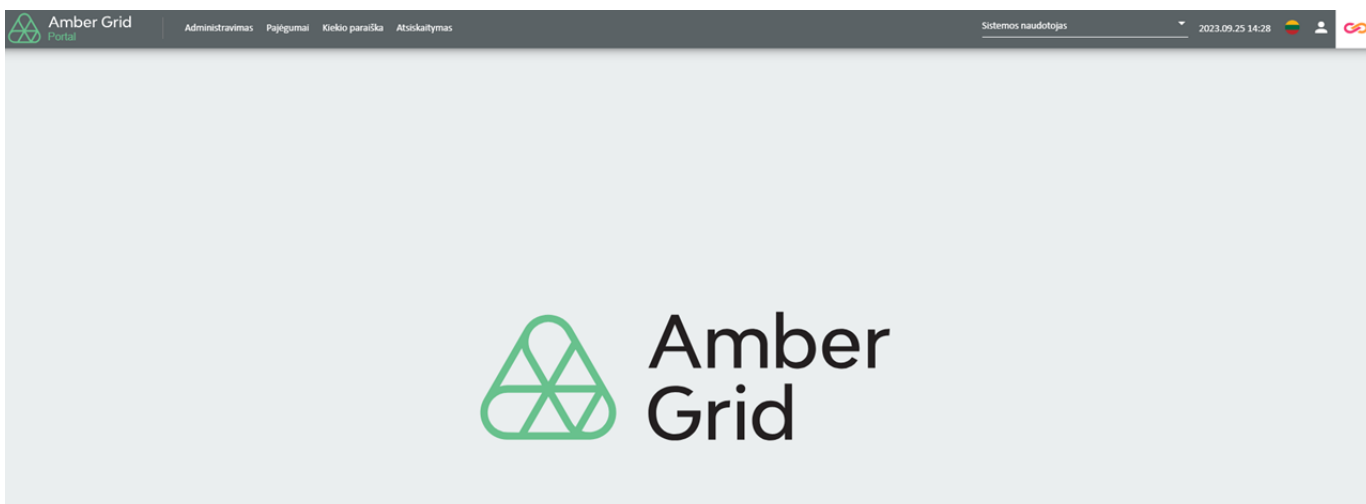 Amber Grid
Portal
Administravimas Pajėgumai Kiekio paraiška Atsiskaitymas
Sistemos naudotojas
2023.09.25 14:28
Amber
Grid